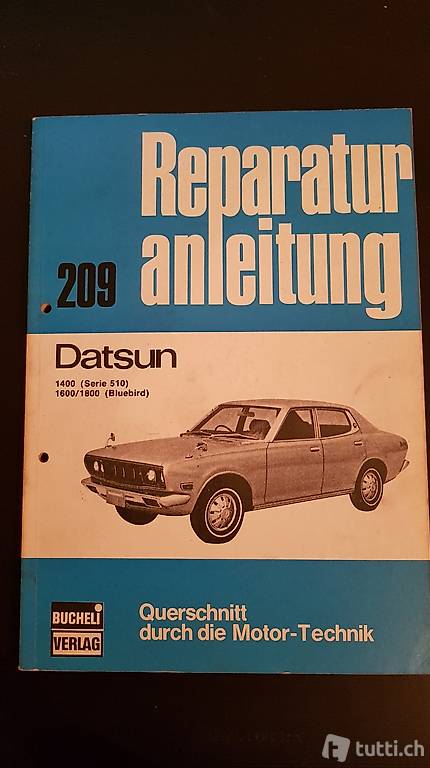 Reparatur
209 anleitung
Datsun
1400 (Serie 510)
1600/1800 (Bluebird)
BUCHELI
VERLAG
Querschnitt
durch die Motor-Technik
tutti.ch